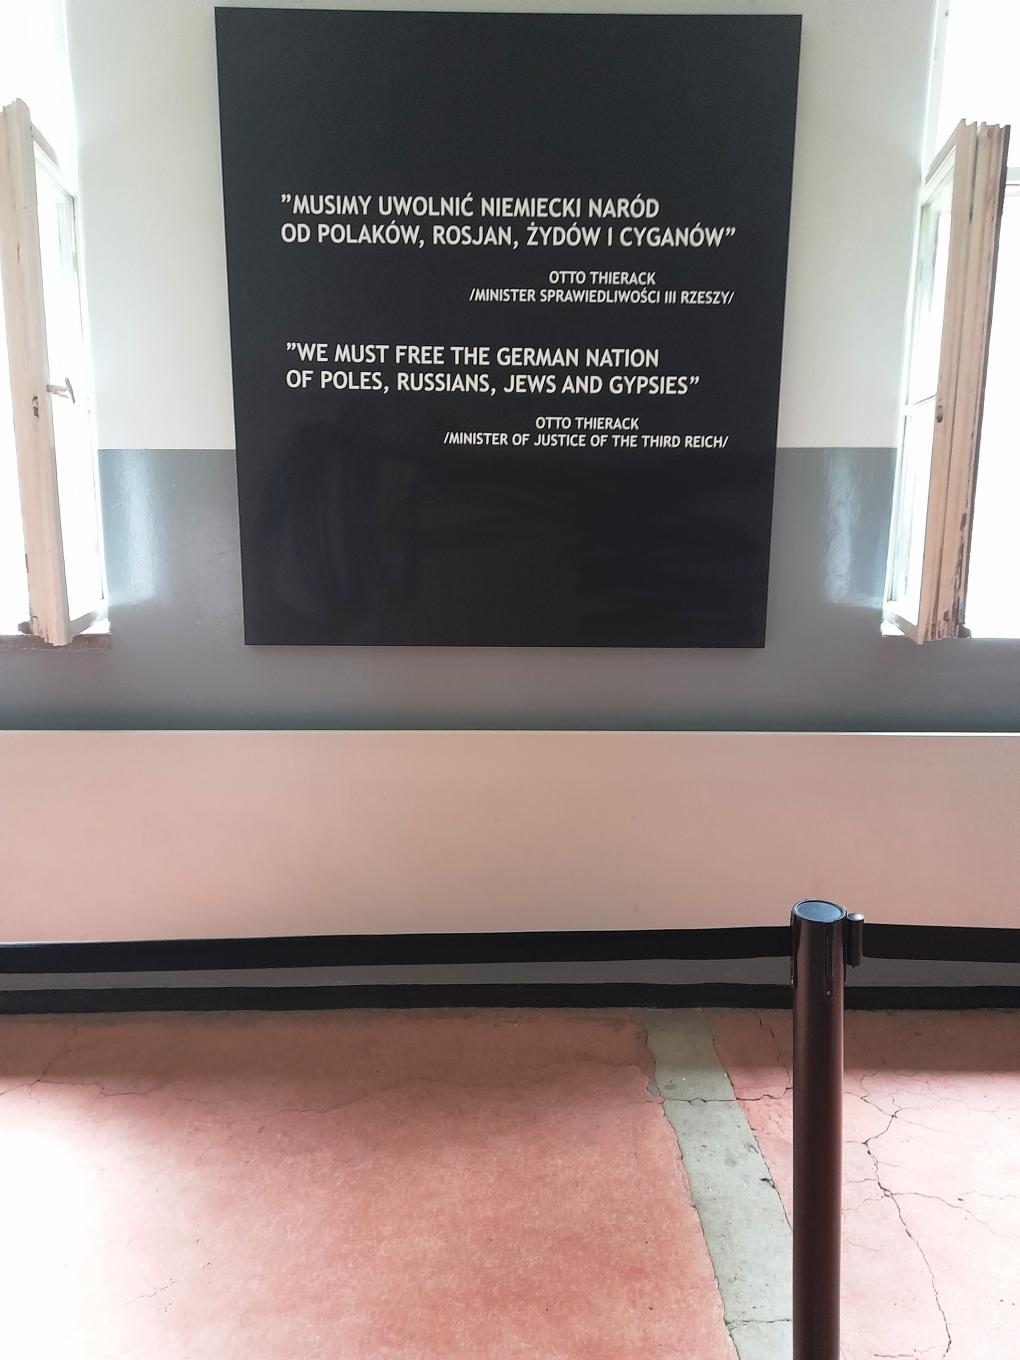 ”MUSIMY UWOLNIĆ NIEMIECKI NARÓD
OD POLAKÓW, ROSJAN, ŻYDÓW I CYGANÓW”
OTTO THIERACK
/MINISTER SPRAWIEDLIWOŚCI III RZESZY/
”WE MUST FREE THE GERMAN NATION
OF POLES, RUSSIANS, JEWS AND GYPSIES”
OTTO THIERACK
/MINISTER OF JUSTICE OF THE THIRD REICH/